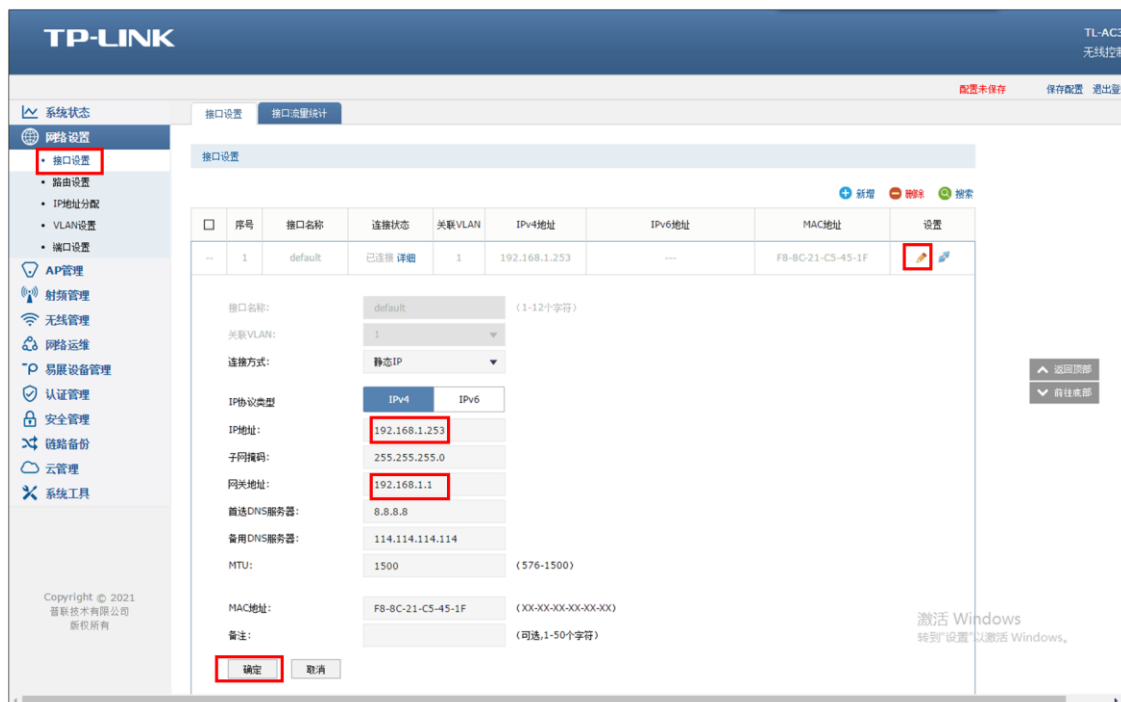 TP-LINK
TL-AC3
无线控制
配置未保存 保存配置 退出登
系统状态
网络设置
• 接口设置
• 路由设置
• IP地址分配
• VLAN设置
• 端口设置
AP管理
射频管理
无线管理
网络运维
易展设备管理
认证管理
安全管理
链路备份
云管理
系统工具
Copyright © 2021
普联技术有限公司
版权所有
接口设置 接口流量统计
接口设置
新增 删除 搜索
序号 接口名称 连接状态 关联VLAN IPv4地址 IPv6地址 MAC地址 设置
-- 1 default 已连接 详细 1 192.168.1.253 --- F8-8C-21-C5-45-1F
接口名称: default (1-12个字符)
关联VLAN: 1
连接方式: 静态IP
IP协议类型 IPv4 IPv6
IP地址: 192.168.1.253
子网掩码: 255.255.255.0
网关地址: 192.168.1.1
首选DNS服务器: 8.8.8.8
备用DNS服务器: 114.114.114.114
MTU: 1500 (576-1500)
MAC地址: F8-8C-21-C5-45-1F (XX-XX-XX-XX-XX-XX)
备注: (可选,1-50个字符)
确定 取消
返回顶部
前往底部
激活 Windows
转到"设置"以激活 Windows。